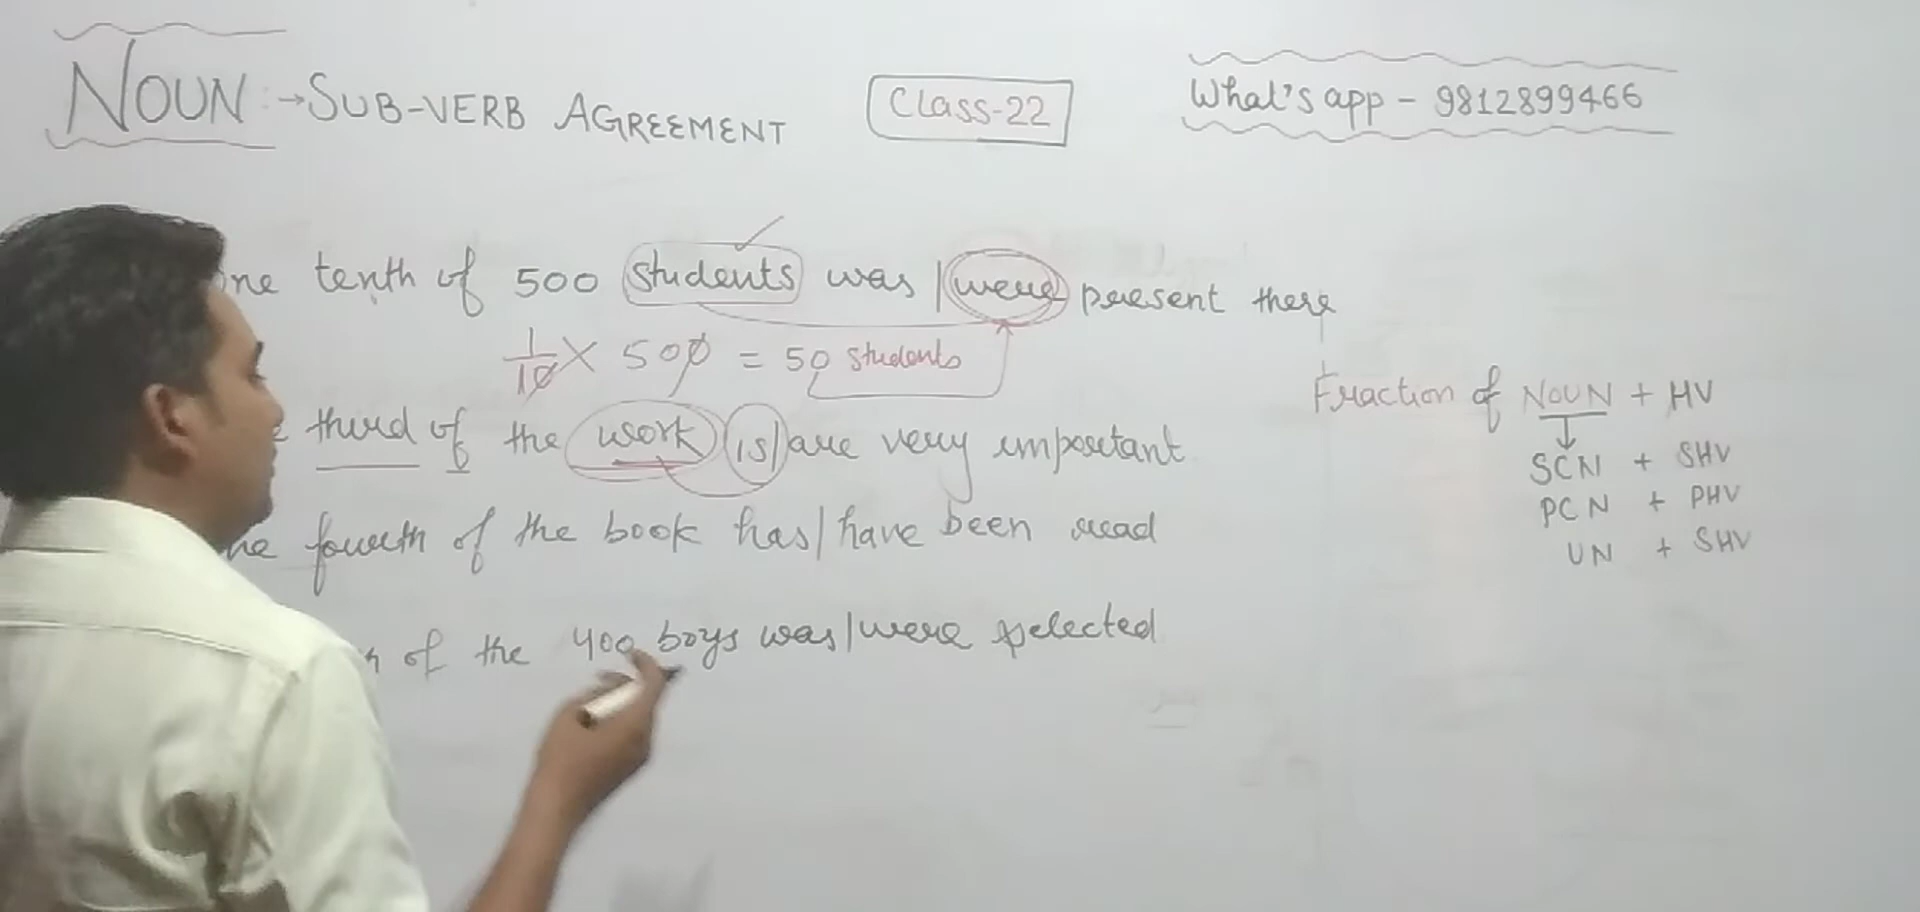 NOUN :→ SUB-VERB AGREEMENT
Class-22
What's app - 9812899466
ne tenth of 500 students was/were present there
1/10 X 500 = 50 students
third of the work is/are very important
ne fourth of the book has/have been read
of the 400 boys was/were selected
Fraction of NOUN + HV
SCN + SHV
PCN + PHV
UN + SHV